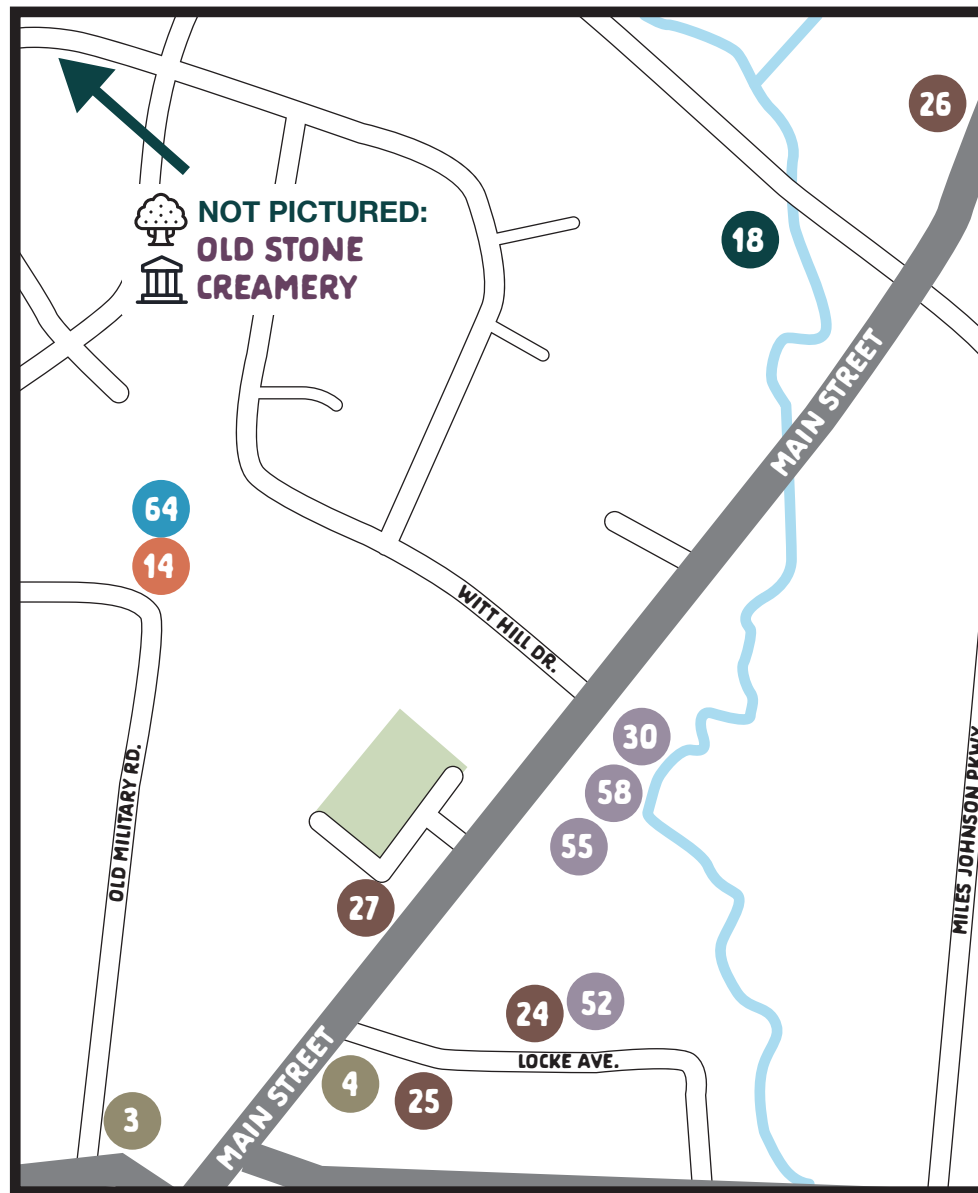 26
18
NOT PICTURED:
OLD STONE
CREAMERY
MAIN STREET
64
14
WITT HILL DR.
30
58
55
OLD MILITARY RD.
MILES JOHNSON PKWY
27
24
52
LOCKE AVE.
MAIN STREET
4
25
3